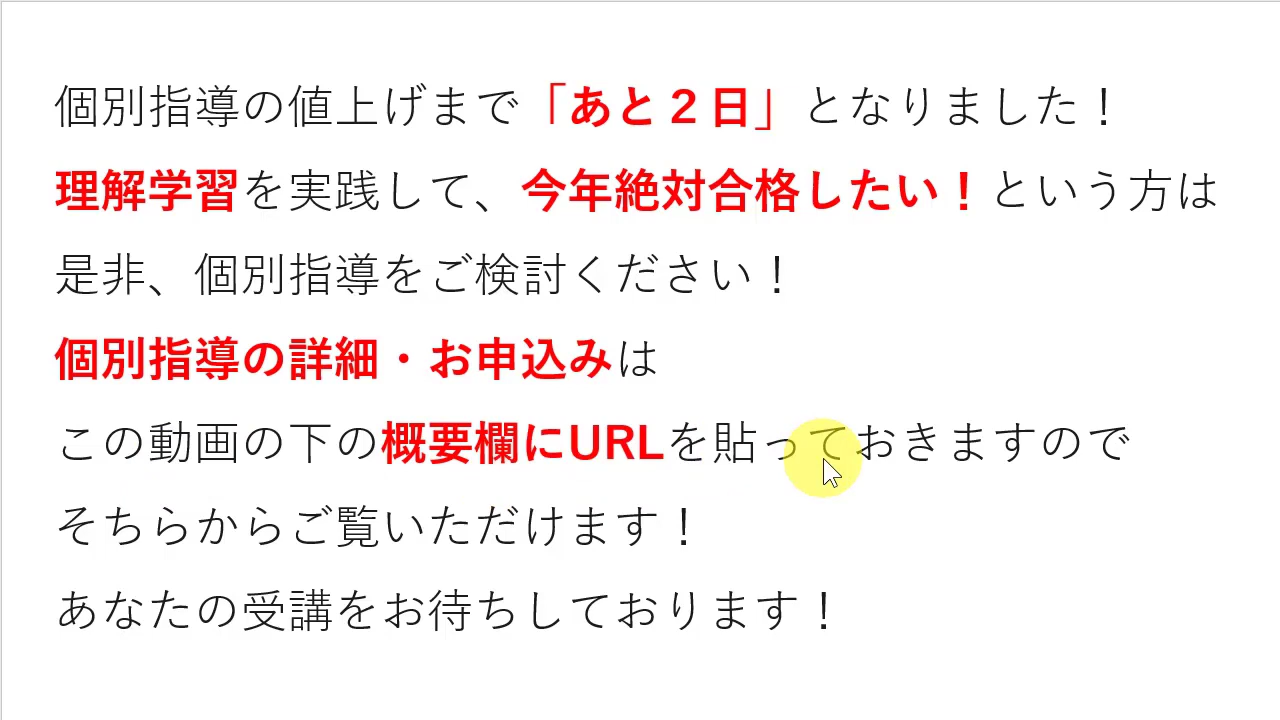 個別指導の値上げまで「あと２日」となりました！
理解学習を実践して、今年絶対合格したい！という方は
是非、個別指導をご検討ください！
個別指導の詳細・お申込みは
この動画の下の概要欄にURLを貼っておきますので
そちらからご覧いただけます！
あなたの受講をお待ちしております！